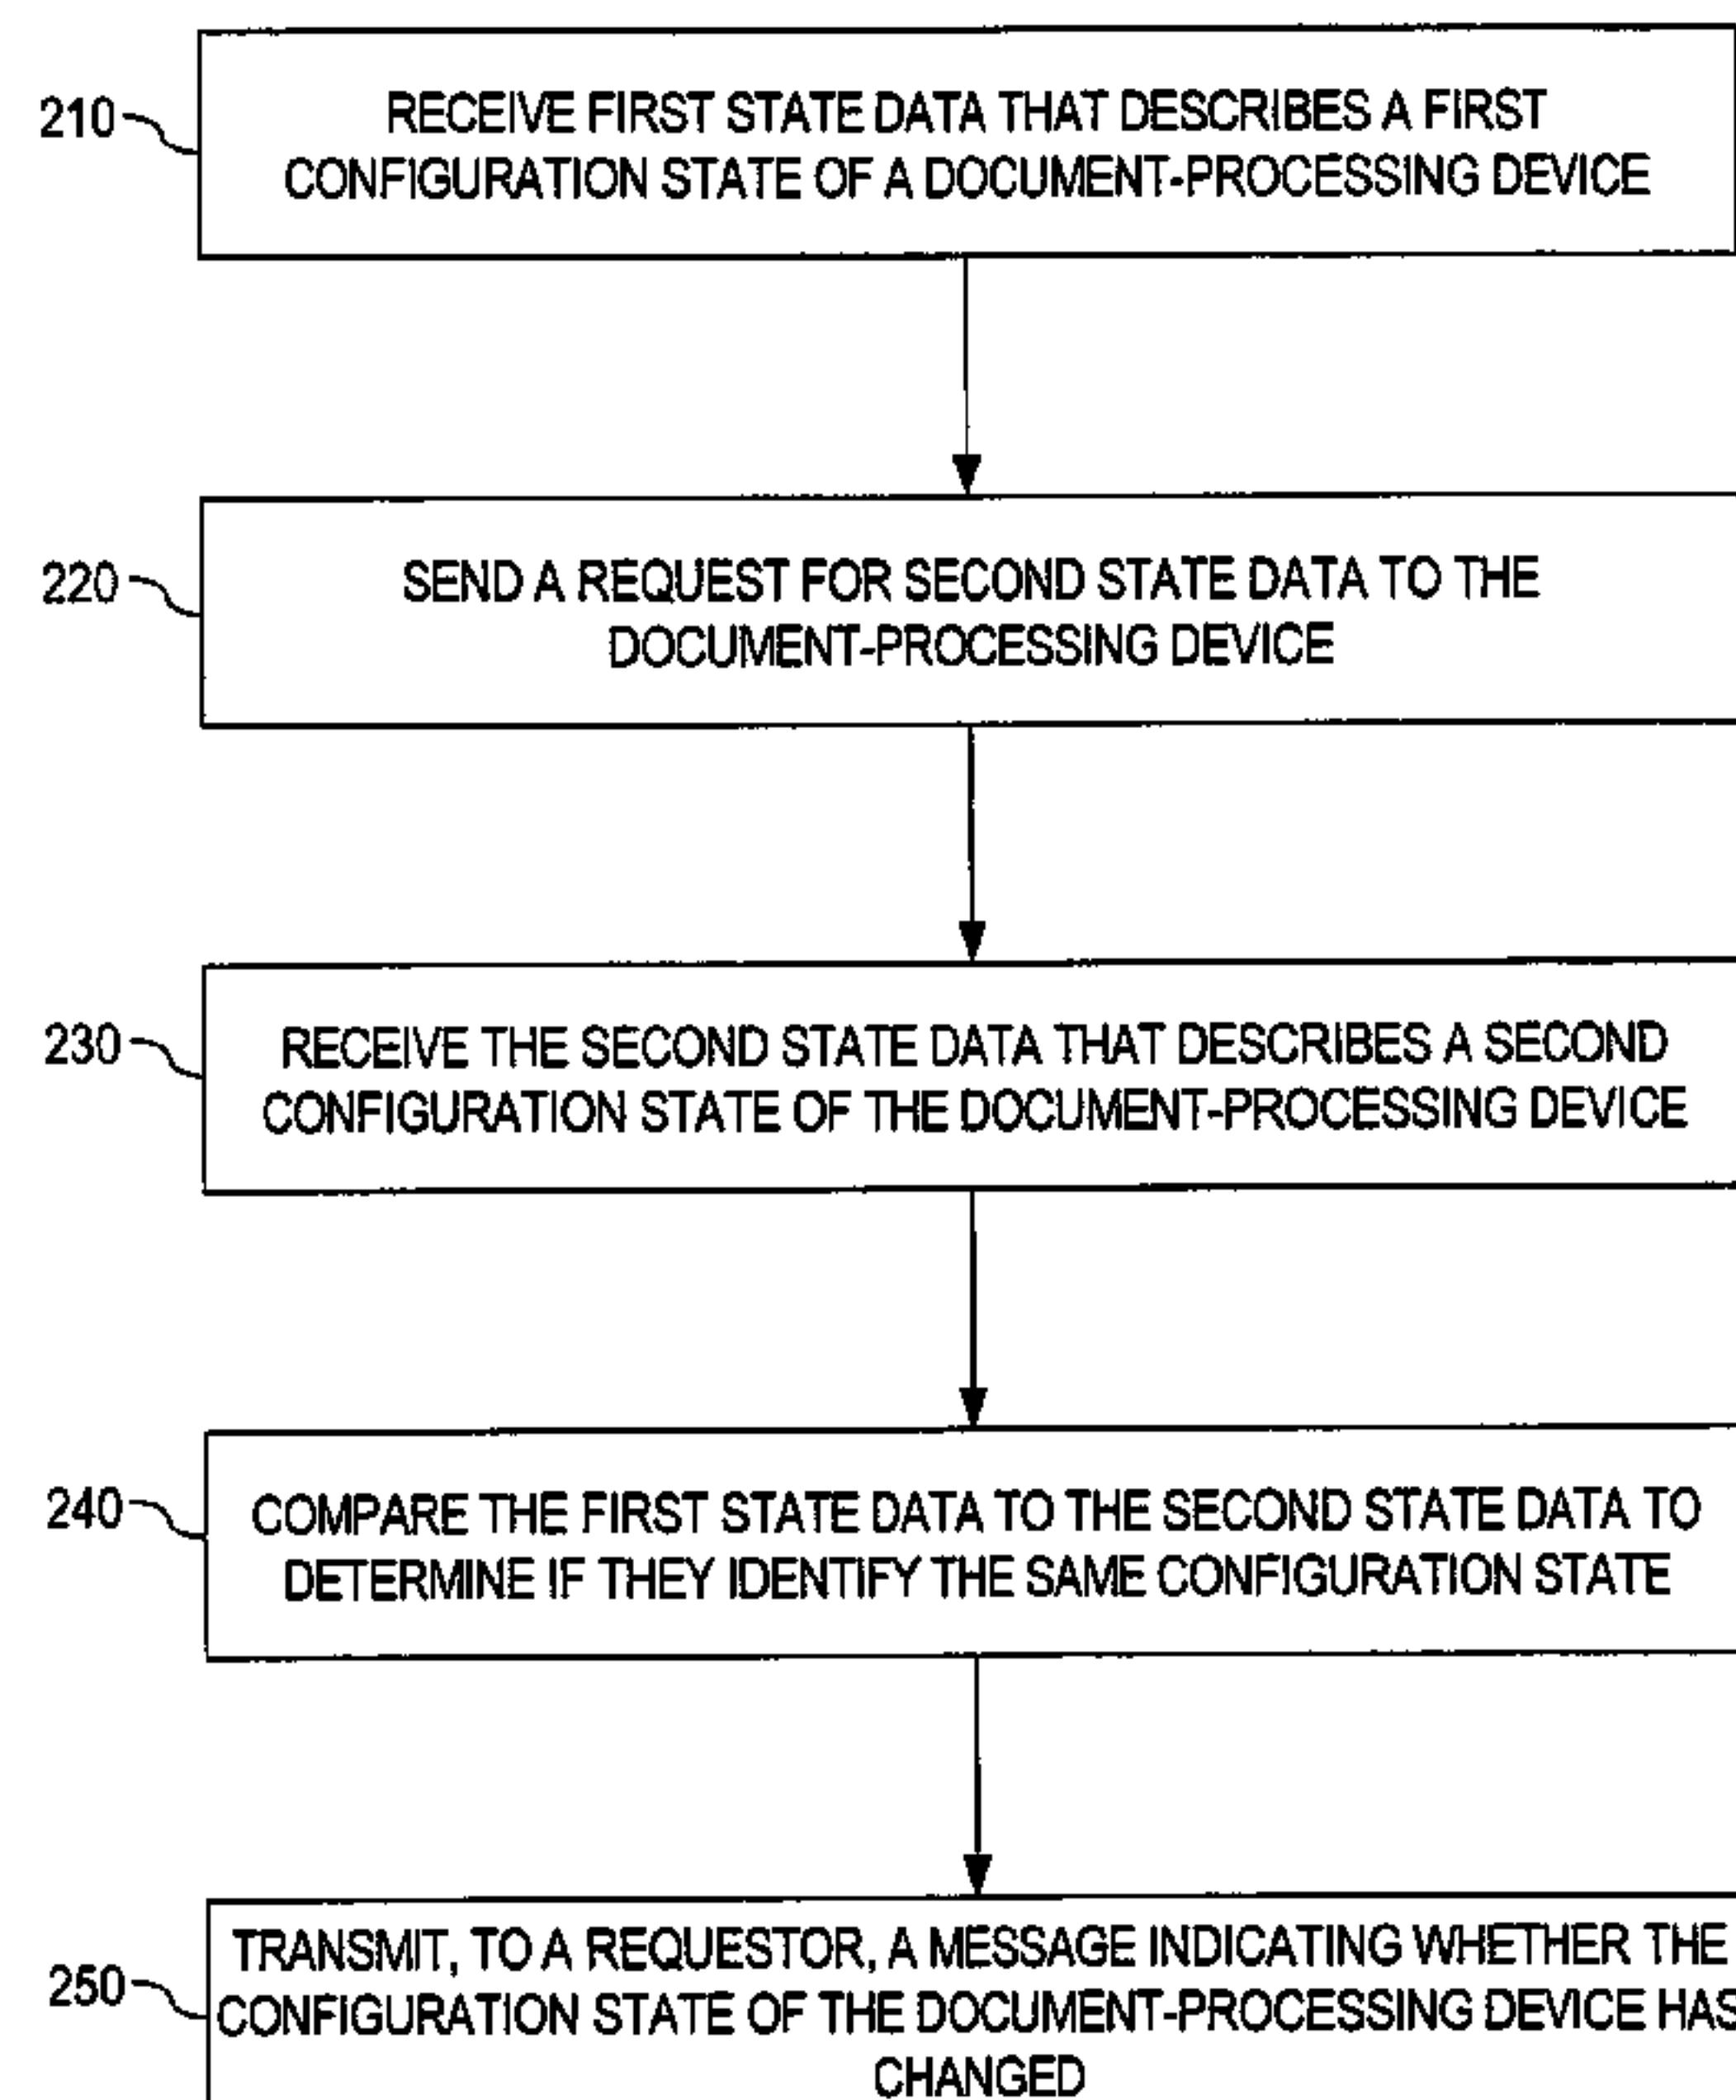 210
RECEIVE FIRST STATE DATA THAT DESCRIBES A FIRST
CONFIGURATION STATE OF A DOCUMENT-PROCESSING DEVICE
220
SEND A REQUEST FOR SECOND STATE DATA TO THE
DOCUMENT-PROCESSING DEVICE
230
RECEIVE THE SECOND STATE DATA THAT DESCRIBES A SECOND
CONFIGURATION STATE OF THE DOCUMENT-PROCESSING DEVICE
240
COMPARE THE FIRST STATE DATA TO THE SECOND STATE DATA TO
DETERMINE IF THEY IDENTIFY THE SAME CONFIGURATION STATE
250
TRANSMIT, TO A REQUESTOR, A MESSAGE INDICATING WHETHER THE
CONFIGURATION STATE OF THE DOCUMENT-PROCESSING DEVICE HAS
CHANGED